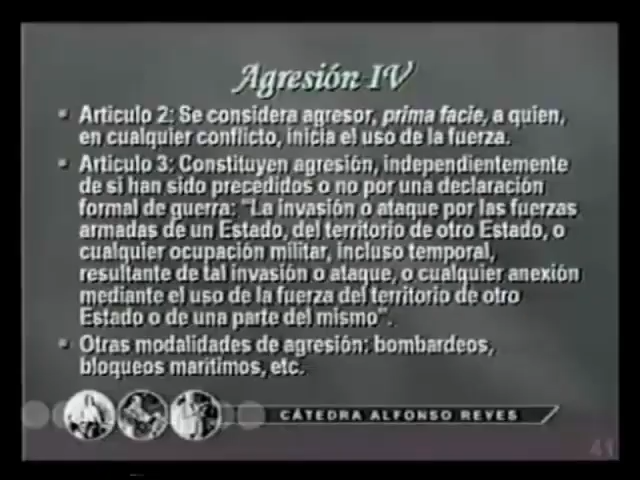 Agresión IV
▪ Articulo 2: Se considera agresor, prima facie, a quien,
en cualquier conflicto, inicia el uso de la fuerza.
▪ Articulo 3: Constituyen agresión, independientemente
de si han sido precedidos o no por una declaración
formal de guerra: "La invasión o ataque por las fuerzas
armadas de un Estado, del territorio de otro Estado, o
cualquier ocupación militar, incluso temporal,
resultante de tal invasión o ataque, o cualquier anexión
mediante el uso de la fuerza del territorio de otro
Estado o de una parte del mismo".
▪ Otras modalidades de agresión: bombardeos,
bloqueos marítimos, etc.
CÁTEDRA ALFONSO REYES
41